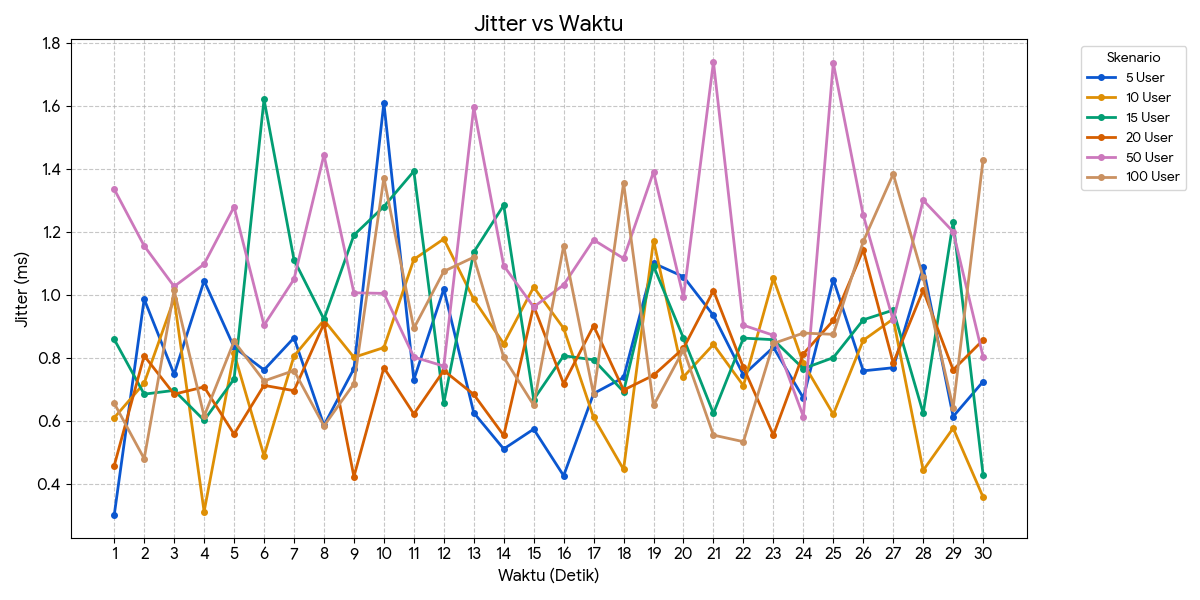 Jitter vs Waktu
Jitter (ms)
1.8
1.6
1.4
1.2
1.0
0.8
0.6
0.4
1 2 3 4 5 6 7 8 9 10 11 12 13 14 15 16 17 18 19 20 21 22 23 24 25 26 27 28 29 30
Waktu (Detik)
Skenario
5 User
10 User
15 User
20 User
50 User
100 User